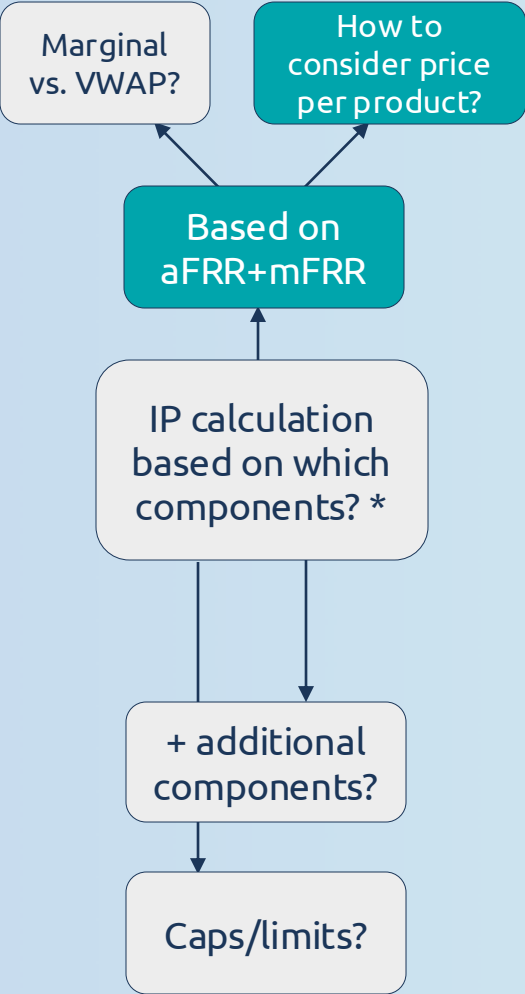 Marginal
vs. VWAP?
How to
consider price
per product?
Based on
aFRR+mFRR
IP calculation
based on which
components? *
+ additional
components?
Caps/limits?